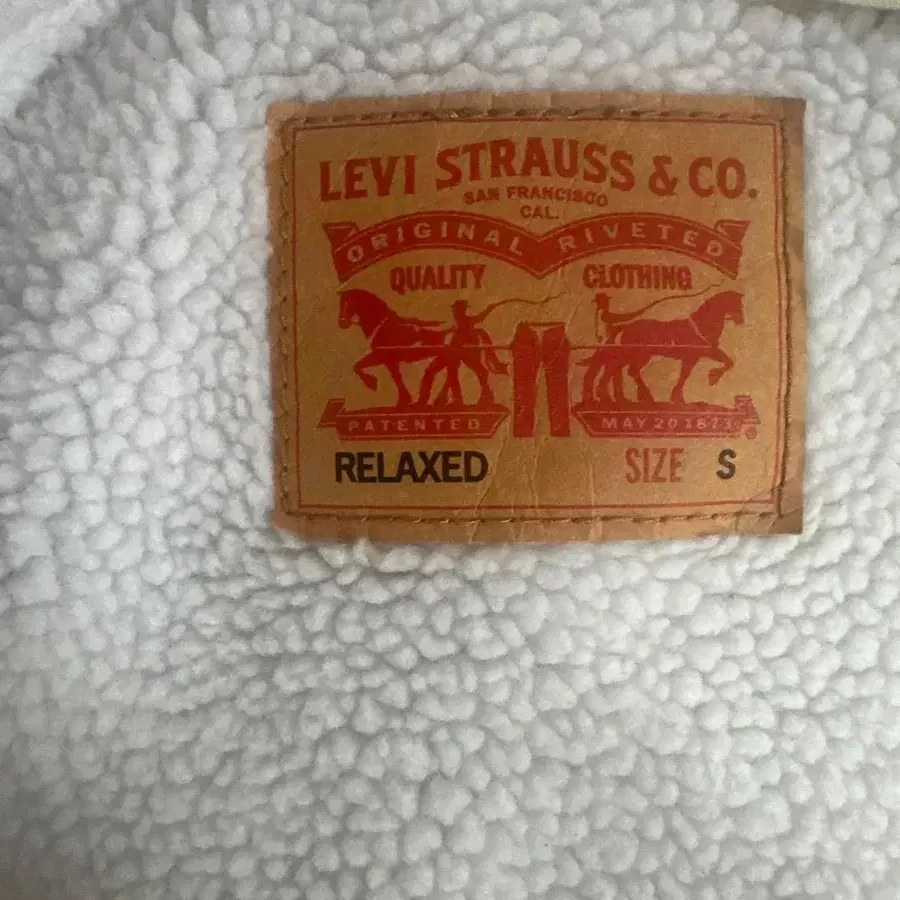 LEVI STRAUSS & CO.
SAN FRANCISCO
CAL.
ORIGINAL RIVETED
QUALITY CLOTHING
PATENTED MAY 20 1873
RELAXED SIZE S